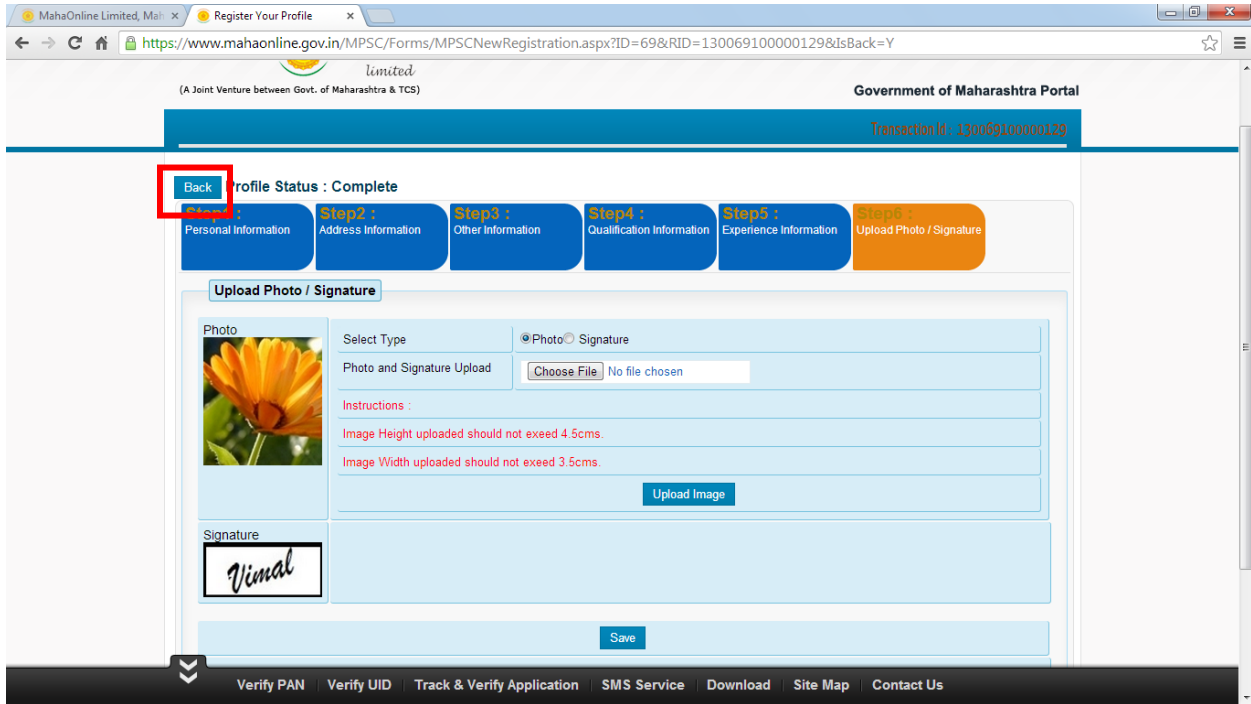 MahaOnline Limited, Mah
Register Your Profile
https://www.mahaonline.gov.in/MPSC/Forms/MPSCNewRegistration.aspx?ID=69&RID=130069100000129&IsBack=Y
limited
(A Joint Venture between Govt. of Maharashtra & TCS)
Government of Maharashtra Portal
Transaction Id : 130069100000129
Back Profile Status : Complete
Step1 : Step2 : Step3 : Step4 : Step5 : Step6 :
Personal Information Address Information Other Information Qualification Information Experience Information Upload Photo / Signature
Upload Photo / Signature
Photo
Select Type Photo Signature
Photo and Signature Upload Choose File No file chosen
Instructions :
Image Height uploaded should not exeed 4.5cms.
Image Width uploaded should not exeed 3.5cms.
Upload Image
Signature
Vimal
Save
Verify PAN Verify UID Track & Verify Application SMS Service Download Site Map Contact Us